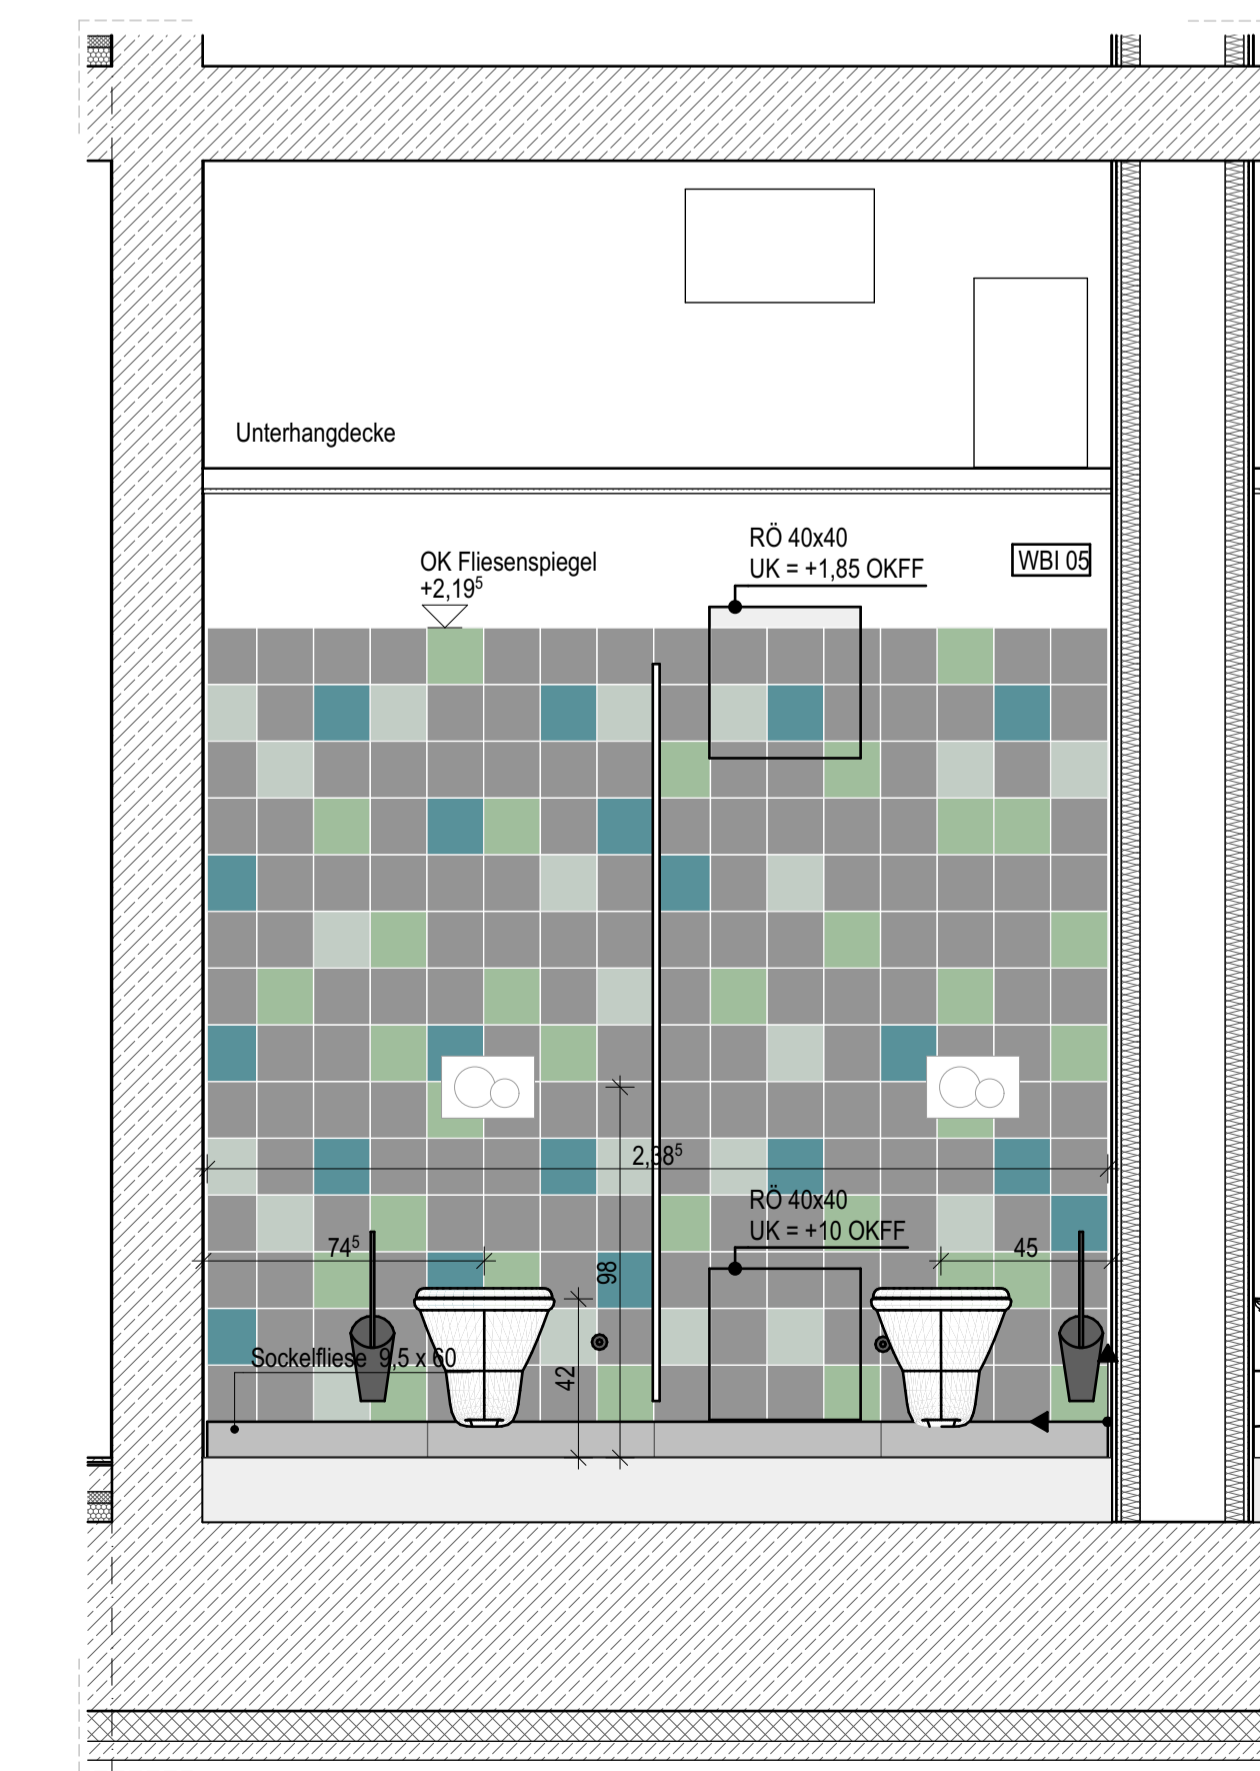 Unterhangdecke
OK Fliesenspiegel
+2,19⁵
RÖ 40x40
UK = +1,85 OKFF
WBI 05
2,38⁵
RÖ 40x40
UK = +10 OKFF
74⁵
45
98
42
Sockelfliese 9,5 x 60